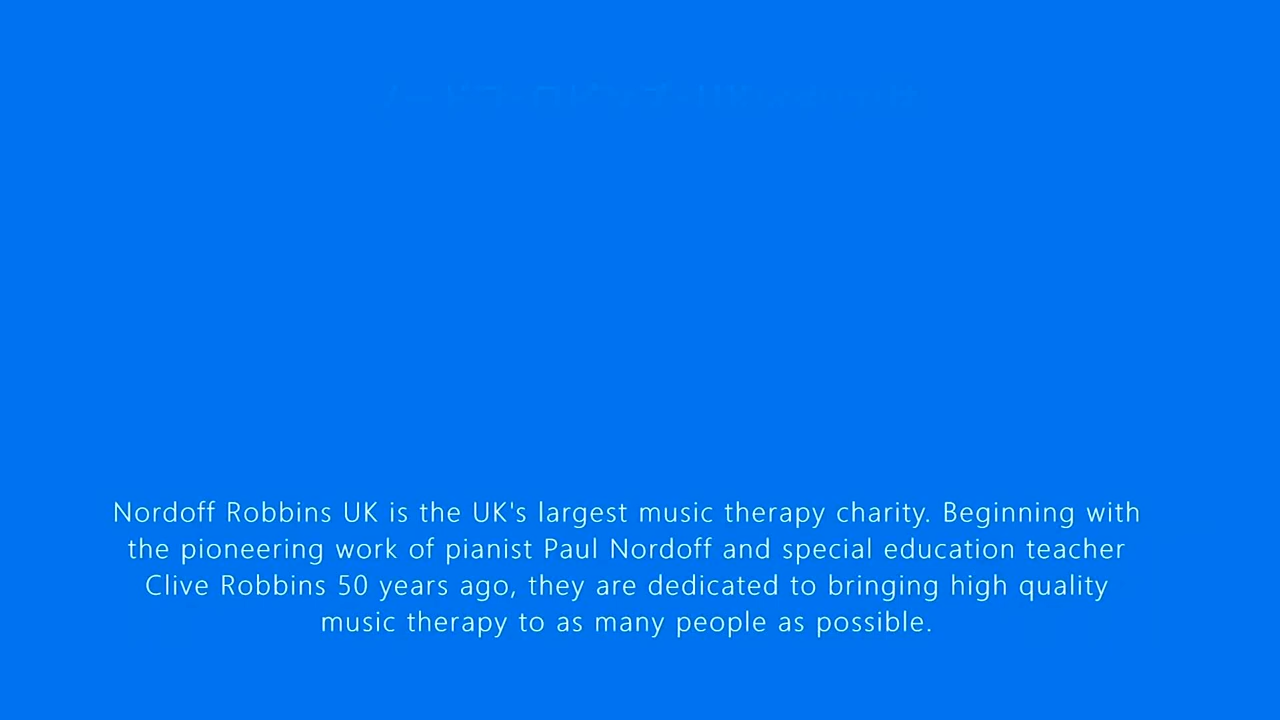 Nordoff Robbins UK is the UK's largest music therapy charity. Beginning with
the pioneering work of pianist Paul Nordoff and special education teacher
Clive Robbins 50 years ago, they are dedicated to bringing high quality
music therapy to as many people as possible.